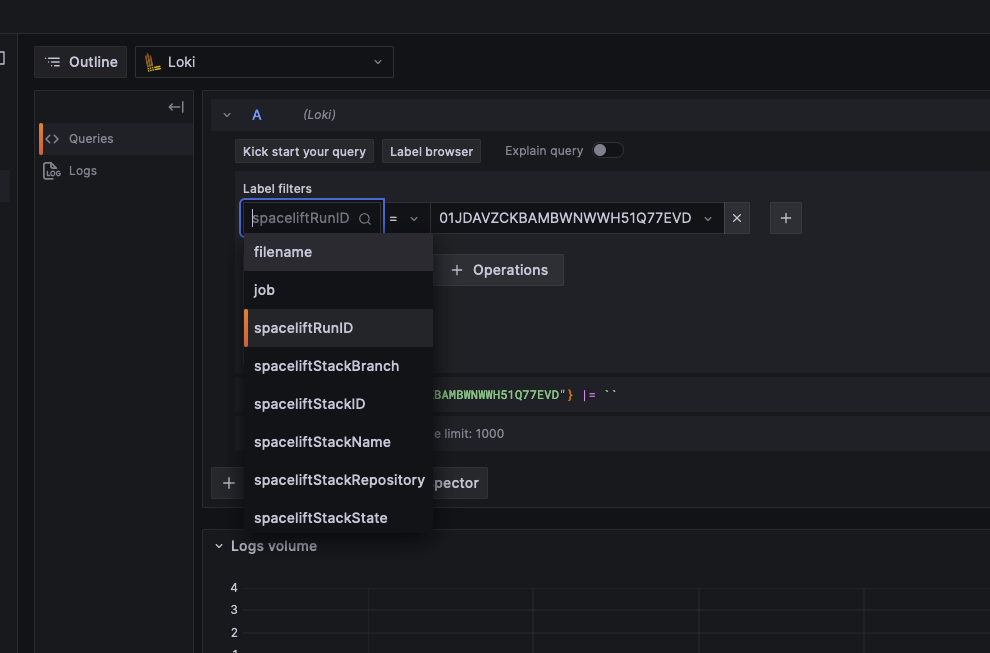 Outline Loki
Queries
Logs
A (Loki)
Kick start your query Label browser Explain query
Label filters
spaceliftRunID = 01JDAVZCKBAMBWNWWH51Q77EVD
filename
job
spaceliftRunID
spaceliftStackBranch
spaceliftStackID
spaceliftStackName
spaceliftStackRepository
spaceliftStackState
+ Operations
BAMBWNWWH51Q77EVD"} |= ``
e limit: 1000
+ pector
Logs volume
4
3
2